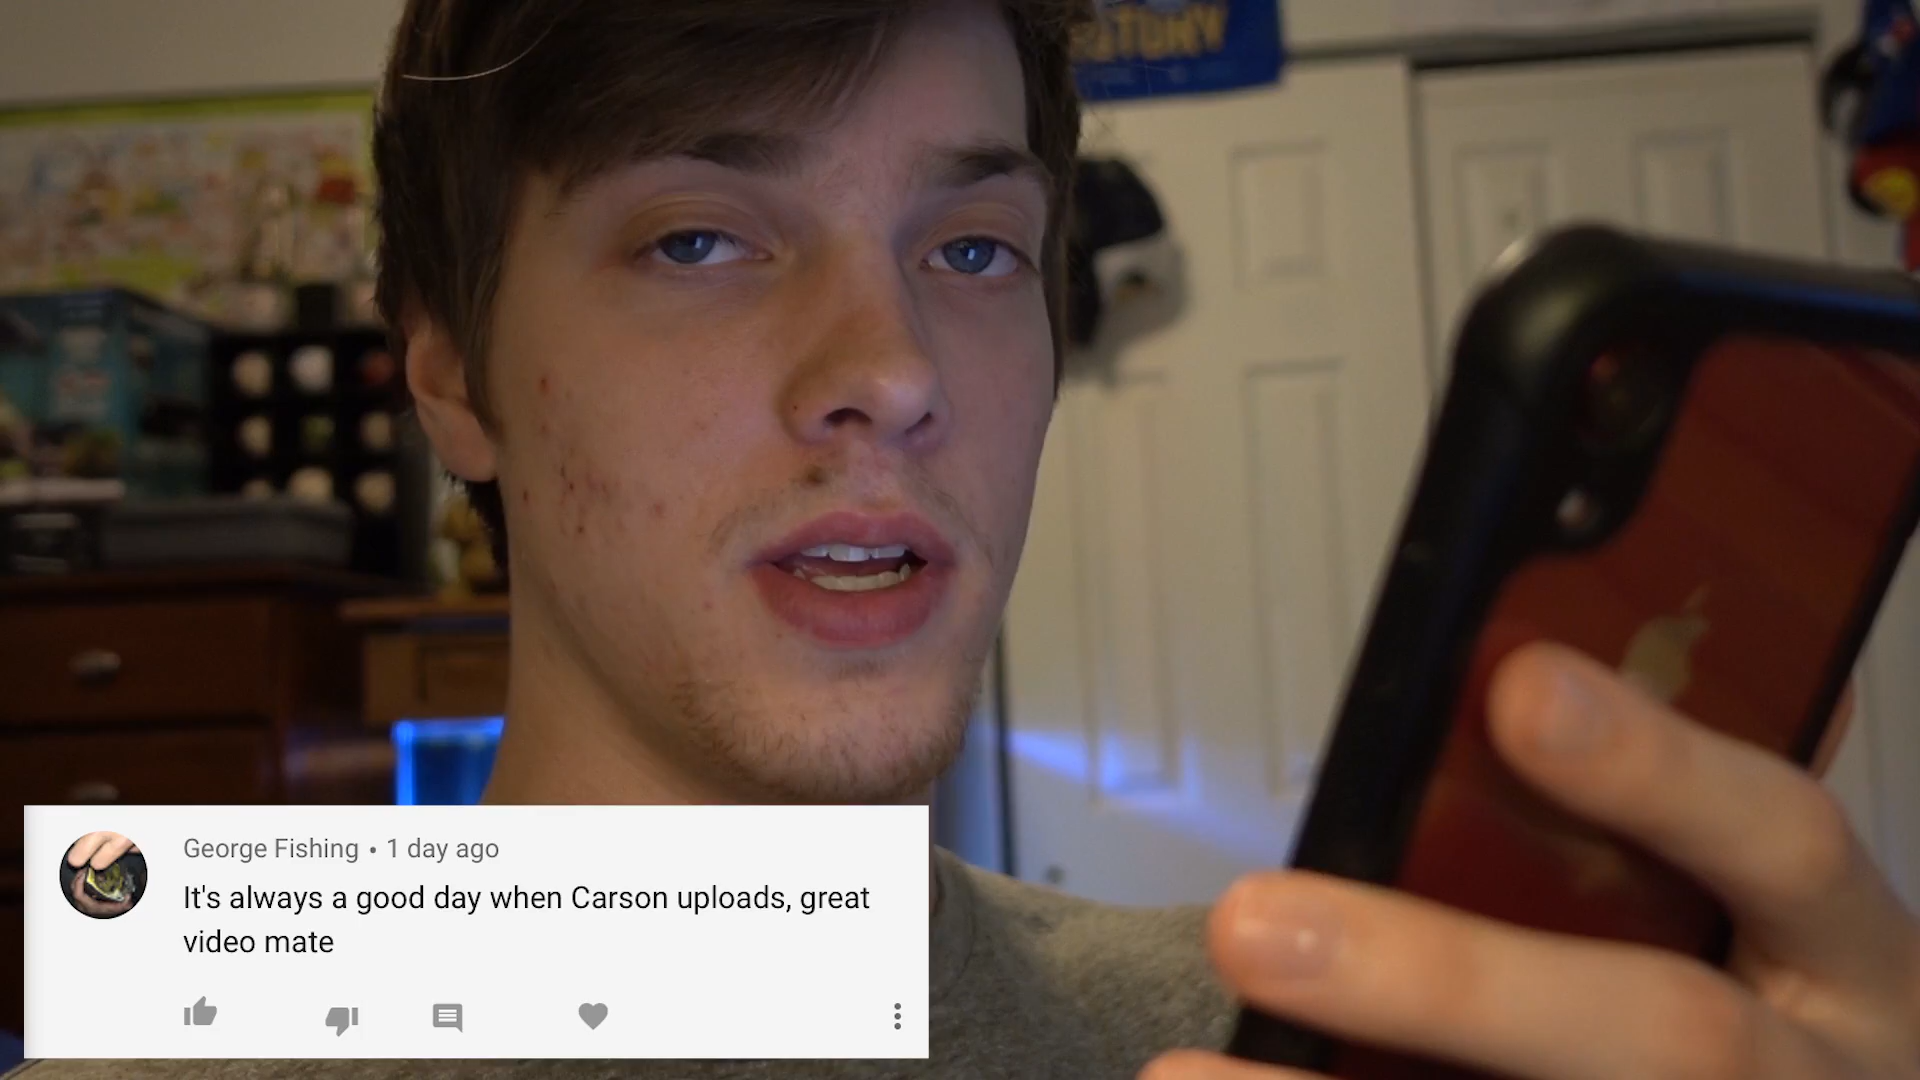 George Fishing • 1 day ago
It's always a good day when Carson uploads, great
video mate